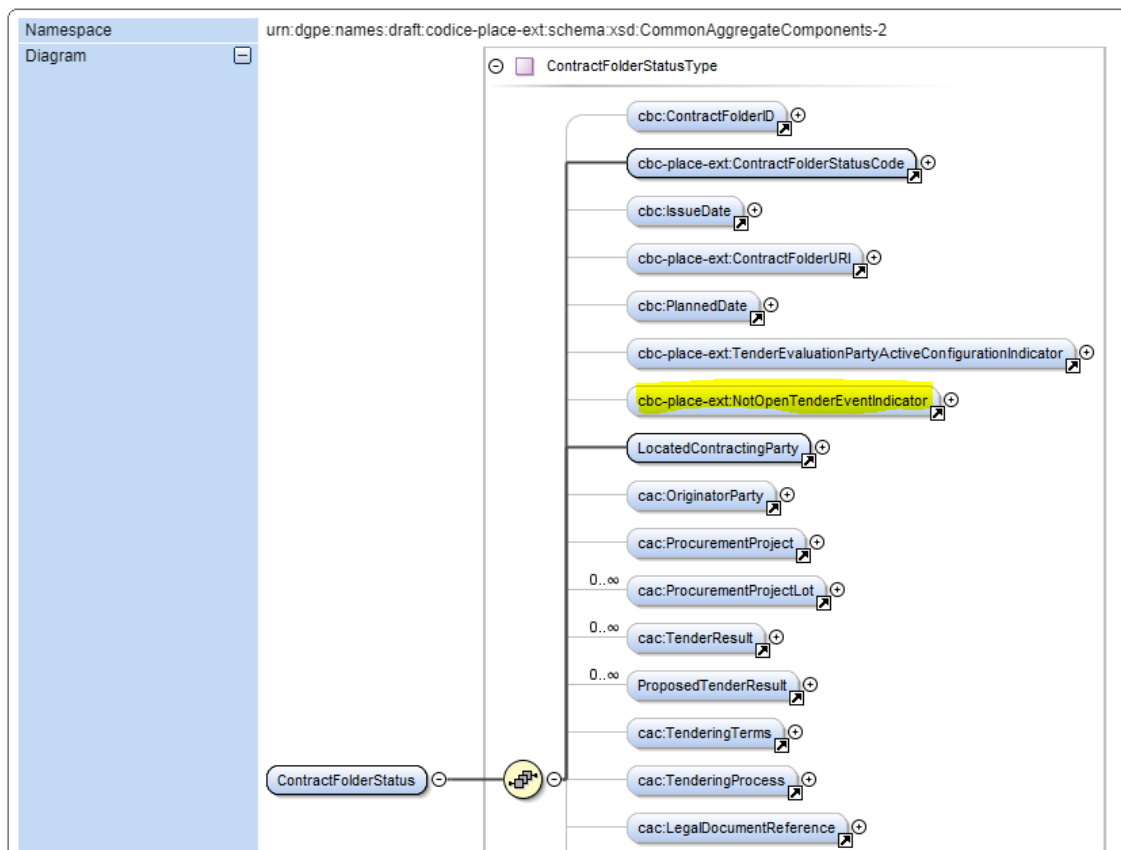 Namespace urn:dgpe:names:draft:codice-place-ext:schema:xsd:CommonAggregateComponents-2
Diagram
ContractFolderStatusType
cbc:ContractFolderID
cbc-place-ext:ContractFolderStatusCode
cbc:IssueDate
cbc-place-ext:ContractFolderURI
cbc:PlannedDate
cbc-place-ext:TenderEvaluationPartyActiveConfigurationIndicator
cbc-place-ext:NotOpenTenderEventIndicator
LocatedContractingParty
cac:OriginatorParty
cac:ProcurementProject
0..∞
cac:ProcurementProjectLot
0..∞
cac:TenderResult
0..∞
ProposedTenderResult
cac:TenderingTerms
ContractFolderStatus
cac:TenderingProcess
cac:LegalDocumentReference